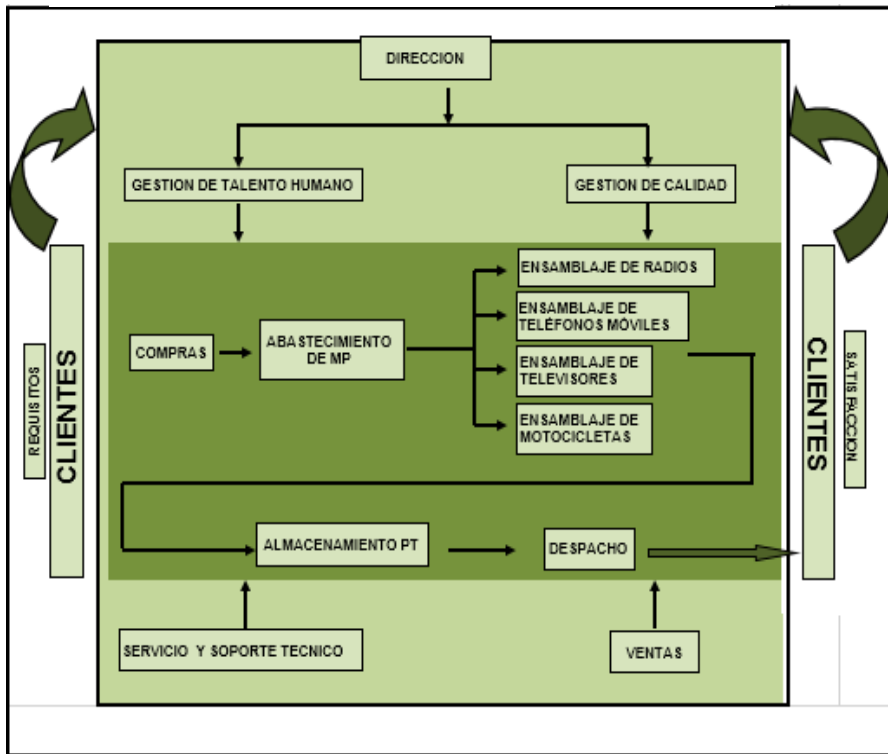 DIRECCION
GESTION DE TALENTO HUMANO
GESTION DE CALIDAD
REQUISITOS
CLIENTES
COMPRAS
ABASTECIMIENTO
DE MP
ENSAMBLAJE DE RADIOS
ENSAMBLAJE DE
TELÉFONOS MÓVILES
ENSAMBLAJE DE
TELEVISORES
ENSAMBLAJE DE
MOTOCICLETAS
CLIENTES
SATISFACCION
ALMACENAMIENTO PT
DESPACHO
SERVICIO Y SOPORTE TECNICO
VENTAS